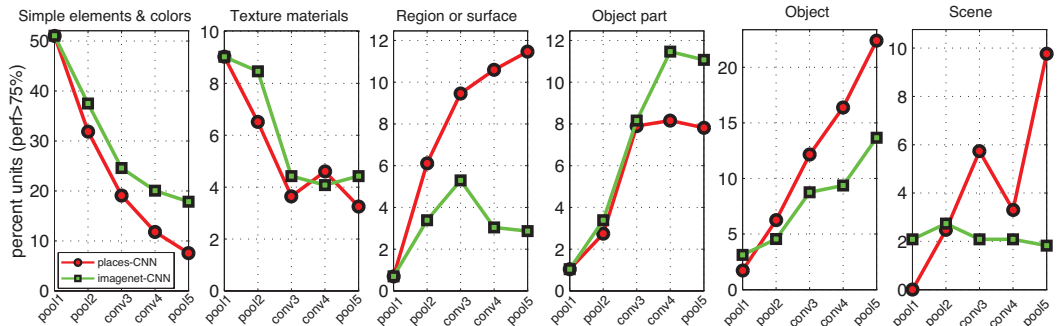 Simple elements & colors
Texture materials
Region or surface
Object part
Object
Scene
percent units (perf>75%)
50
40
30
20
10
0
places-CNN
imagenet-CNN
pool1 pool2 conv3 conv4 pool5
10
8
6
4
2
0
pool1 pool2 conv3 conv4 pool5
12
10
8
6
4
2
0
pool1 pool2 conv3 conv4 pool5
12
10
8
6
4
2
0
pool1 pool2 conv3 conv4 pool5
20
15
10
5
0
pool1 pool2 conv3 conv4 pool5
10
8
6
4
2
0
pool1 pool2 conv3 conv4 pool5